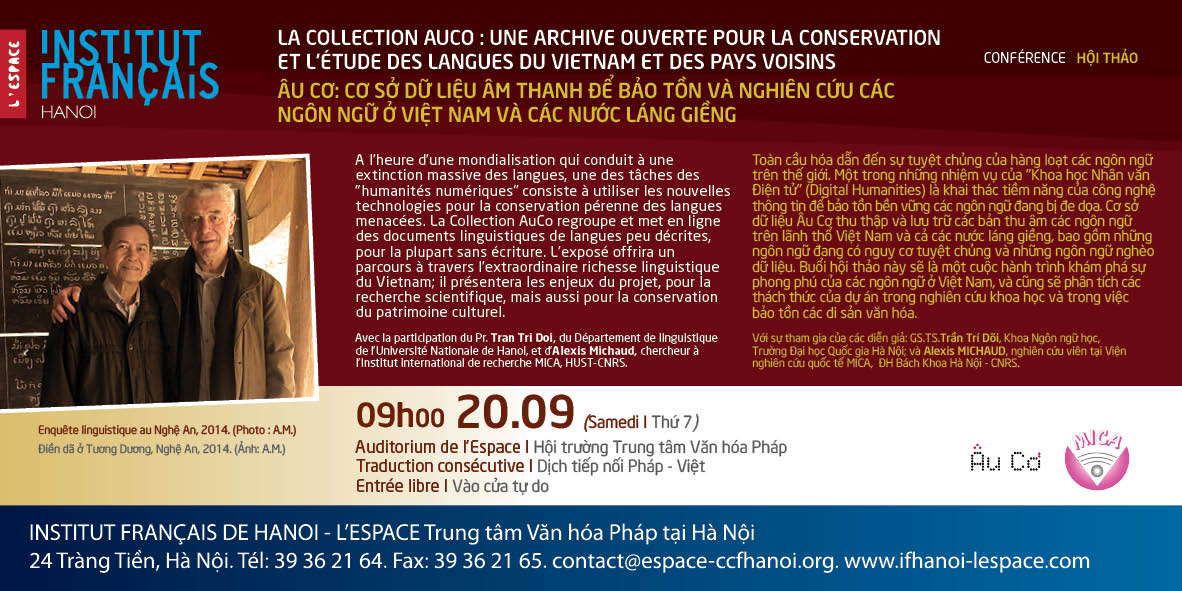 L'ESPACE
INSTITUT
FRANÇAIS
HANOI
LA COLLECTION AUCO : UNE ARCHIVE OUVERTE POUR LA CONSERVATION
ET L'ÉTUDE DES LANGUES DU VIETNAM ET DES PAYS VOISINS
ÂU CƠ: CƠ SỞ DỮ LIỆU ÂM THANH ĐỂ BẢO TỒN VÀ NGHIÊN CỨU CÁC
NGÔN NGỮ Ở VIỆT NAM VÀ CÁC NƯỚC LÁNG GIỀNG
CONFÉRENCE HỘI THẢO
A l'heure d'une mondialisation qui conduit à une
extinction massive des langues, une des tâches des
"humanités numériques" consiste à utiliser les nouvelles
technologies pour la conservation pérenne des langues
menacées. La Collection AuCo regroupe et met en ligne
des documents linguistiques de langues peu décrites,
pour la plupart sans écriture. L'exposé offrira un
parcours à travers l'extraordinaire richesse linguistique
du Vietnam; il présentera les enjeux du projet, pour la
recherche scientifique, mais aussi pour la conservation
du patrimoine culturel.
Avec la participation du Pr. Tran Tri Doi, du Département de linguistique
de l'Université Nationale de Hanoi, et d'Alexis Michaud, chercheur à
l'Institut International de recherche MICA, HUST-CNRS.
Toàn cầu hóa dẫn đến sự tuyệt chủng của hàng loạt các ngôn ngữ
trên thế giới. Một trong những nhiệm vụ của "Khoa học Nhân văn
Điện tử" (Digital Humanities) là khai thác tiềm năng của công nghệ
thông tin để bảo tồn bền vững các ngôn ngữ đang bị đe dọa. Cơ sở
dữ liệu Âu Cơ thu thập và lưu trữ các bản thu âm các ngôn ngữ
trên lãnh thổ Việt Nam và cả các nước láng giềng, bao gồm những
ngôn ngữ đang có nguy cơ tuyệt chủng và những ngôn ngữ nghèo
dữ liệu. Buổi hội thảo này sẽ là một cuộc hành trình khám phá sự
phong phú của các ngôn ngữ ở Việt Nam, và cũng sẽ phân tích các
thách thức của dự án trong nghiên cứu khoa học và trong việc
bảo tồn các di sản văn hóa.
Với sự tham gia của các diễn giả: GS.TS.Trần Trí Dõi, Khoa Ngôn ngữ học,
Trường Đại học Quốc gia Hà Nội; và Alexis MICHAUD, nghiên cứu viên tại Viện
nghiên cứu quốc tế MICA, ĐH Bách Khoa Hà Nội - CNRS.
Enquête linguistique au Nghệ An, 2014. (Photo : A.M.)
Điền dã ở Tương Dương, Nghệ An, 2014. (Ảnh: A.M.)
09h00 20.09 (Samedi I Thứ 7)
Auditorium de l'Espace I Hội trường Trung tâm Văn hóa Pháp
Traduction consécutive I Dịch tiếp nối Pháp - Việt
Entrée libre I Vào cửa tự do
Âu Cơ
MICA
INSTITUT FRANÇAIS DE HANOI - L'ESPACE Trung tâm Văn hóa Pháp tại Hà Nội
24 Tràng Tiền, Hà Nội. Tél: 39 36 21 64. Fax: 39 36 21 65. contact@espace-ccfhanoi.org. www.ifhanoi-lespace.com